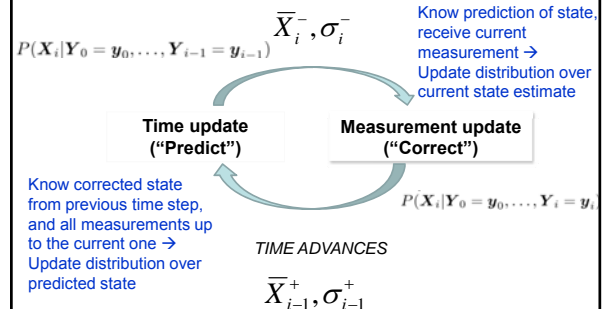 X̄ᵢ⁻, σᵢ⁻
Know prediction of state,
receive current
measurement →
Update distribution over
current state estimate
P(Xᵢ|Y₀ = y₀, . . . , Yᵢ₋₁ = yᵢ₋₁)
Time update
("Predict")
Measurement update
("Correct")
Know corrected state
from previous time step,
and all measurements up
to the current one →
Update distribution over
predicted state
P(Xᵢ|Y₀ = y₀, . . . , Yᵢ = yᵢ)
TIME ADVANCES
X̄ᵢ₋₁⁺, σᵢ₋₁⁺